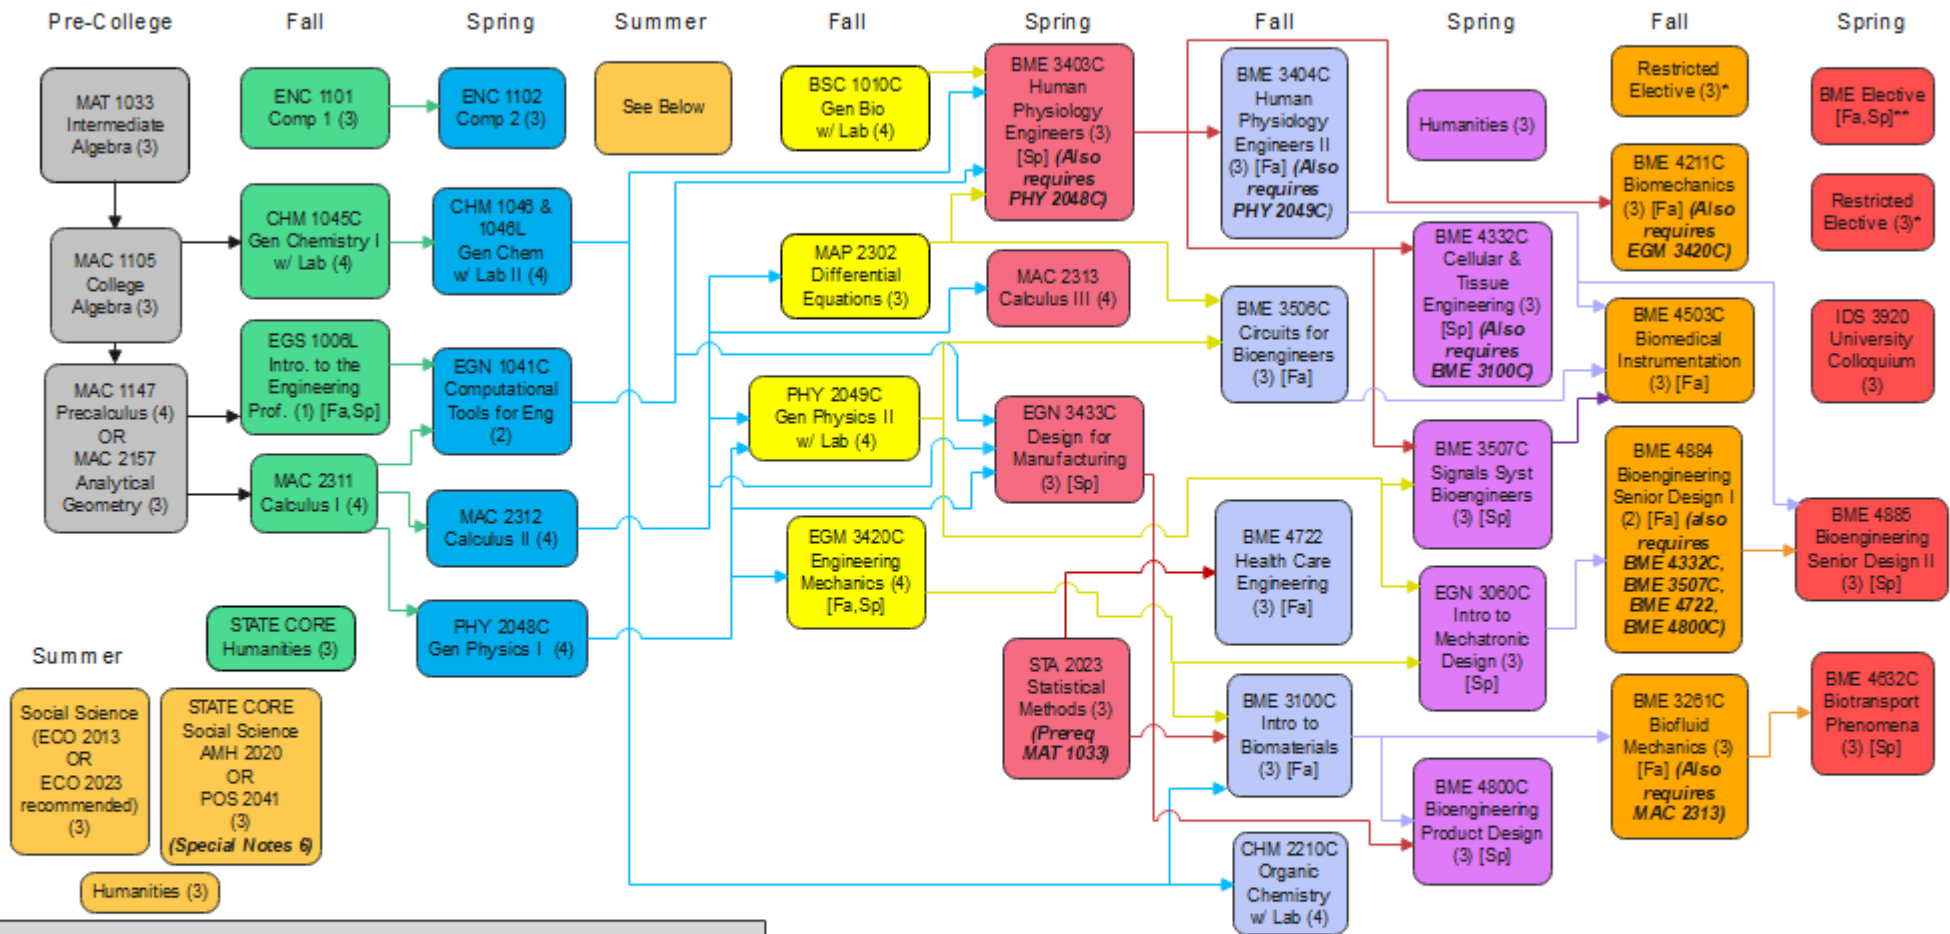 Pre-College
Fall
Spring
Summer
Fall
Spring
Fall
Spring
Fall
Spring
MAT 1033
Intermediate
Algebra (3)
MAC 1105
College
Algebra (3)
MAC 1147
Precalculus (4)
OR
MAC 2157
Analytical
Geometry (3)
ENC 1101
Comp 1 (3)
CHM 1045C
Gen Chemistry I
w/ Lab (4)
EGS 1006L
Intro. to the
Engineering
Prof. (1) [Fa,Sp]
MAC 2311
Calculus I (4)
STATE CORE
Humanities (3)
ENC 1102
Comp 2 (3)
CHM 1046 &
1046L
Gen Chem
w/ Lab II (4)
EGN 1041C
Computational
Tools for Eng
(2)
MAC 2312
Calculus II (4)
PHY 2048C
Gen Physics I (4)
See Below
BSC 1010C
Gen Bio
w/ Lab (4)
MAP 2302
Differential
Equations (3)
PHY 2049C
Gen Physics II
w/ Lab (4)
EGM 3420C
Engineering
Mechanics (4)
[Fa,Sp]
BME 3403C
Human
Physiology
Engineers (3)
[Sp] (Also
requires
PHY 2048C)
MAC 2313
Calculus III (4)
EGN 3433C
Design for
Manufacturing
(3) [Sp]
STA 2023
Statistical
Methods (3)
(Prereq
MAT 1033)
BME 3404C
Human
Physiology
Engineers II
(3) [Fa] (Also
requires
PHY 2049C)
BME 3506C
Circuits for
Bioengineers
(3) [Fa]
BME 4722
Health Care
Engineering
(3) [Fa]
BME 3100C
Intro to
Biomaterials
(3) [Fa]
CHM 2210C
Organic
Chemistry
w/ Lab (4)
Humanities (3)
BME 4332C
Cellular &
Tissue
Engineering (3)
[Sp] (Also
requires
BME 3100C)
BME 3507C
Signals Syst
Bioengineers
(3) [Sp]
EGN 3060C
Intro to
Mechatronic
Design (3)
[Sp]
BME 4800C
Bioengineering
Product Design
(3) [Sp]
Restricted
Elective (3)*
BME 4211C
Biomechanics
(3) [Fa] (Also
requires
EGM 3420C)
BME 4503C
Biomedical
Instrumentation
(3) [Fa]
BME 4884
Bioengineering
Senior Design I
(2) [Fa] (also
requires
BME 4332C,
BME 3507C,
BME 4722,
BME 4800C)
BME 3261C
Biofluid
Mechanics (3)
[Fa] (Also
requires
MAC 2313)
BME Elective
[Fa,Sp]**
Restricted
Elective (3)*
IDS 3920
University
Colloquium
(3)
BME 4885
Bioengineering
Senior Design II
(3) [Sp]
BME 4632C
Biotransport
Phenomena
(3) [Sp]
Summer
Social Science
(ECO 2013
OR
ECO 2023
recommended)
(3)
STATE CORE
Social Science
AMH 2020
OR
POS 2041
(3)
(Special Notes 6)
Humanities (3)